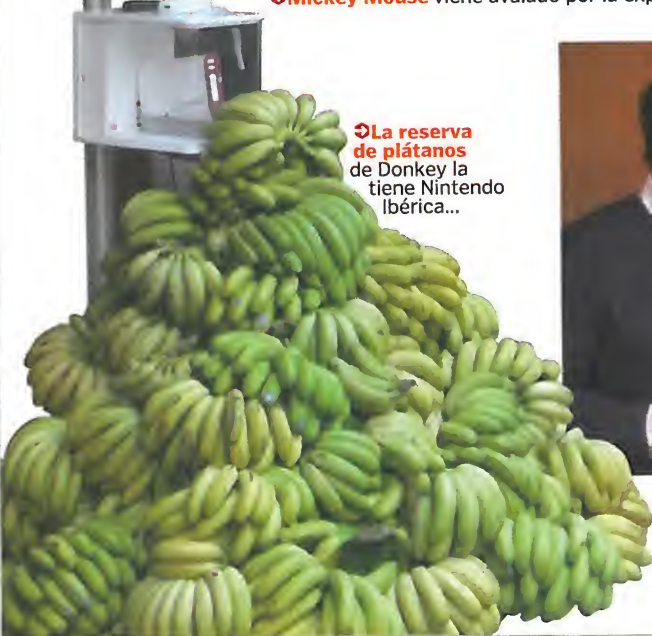 Mickey Mouse viene avalado por la exp
La reserva
de plátanos
de Donkey la
tiene Nintendo
Ibérica...